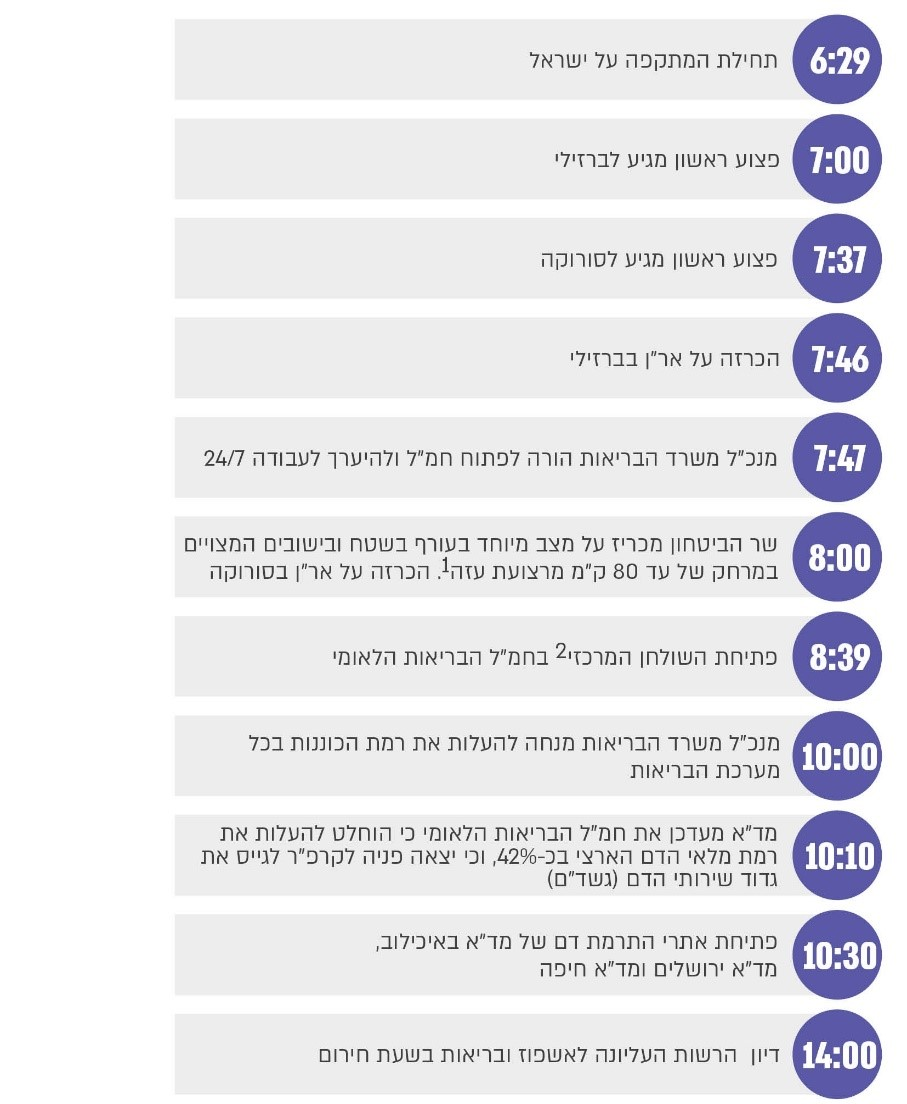 6:29 תחילת המתקפה על ישראל
7:00 פצוע ראשון מגיע לברזילי
7:37 פצוע ראשון מגיע לסורוקה
7:46 הכרזה על אר"ן בברזילי
7:47 מנכ"ל משרד הבריאות הורה לפתוח חמ"ל ולהיערך לעבודה 24/7
8:00 שר הביטחון מכריז על מצב מיוחד בעורף בשטח ובישובים המצויים
במרחק של עד 80 ק"מ מרצועת עזה1. הכרזה על אר"ן בסורוקה
8:39 פתיחת השולחן המרכזי2 בחמ"ל הבריאות הלאומי
10:00 מנכ"ל משרד הבריאות מנחה להעלות את רמת הכוננות בכל
מערכת הבריאות
10:10 מד"א מעדכן את חמ"ל הבריאות הלאומי כי הוחלט להעלות את
רמת מלאי הדם הארצי בכ-42%, וכי יצאה פניה לקרפ"ר לגייס את
גדוד שירותי הדם (גשד"ם)
10:30 פתיחת אתרי התרמת דם של מד"א באיכילוב,
מד"א ירושלים ומד"א חיפה
14:00 דיון הרשות העליונה לאשפוז ובריאות בשעת חירום